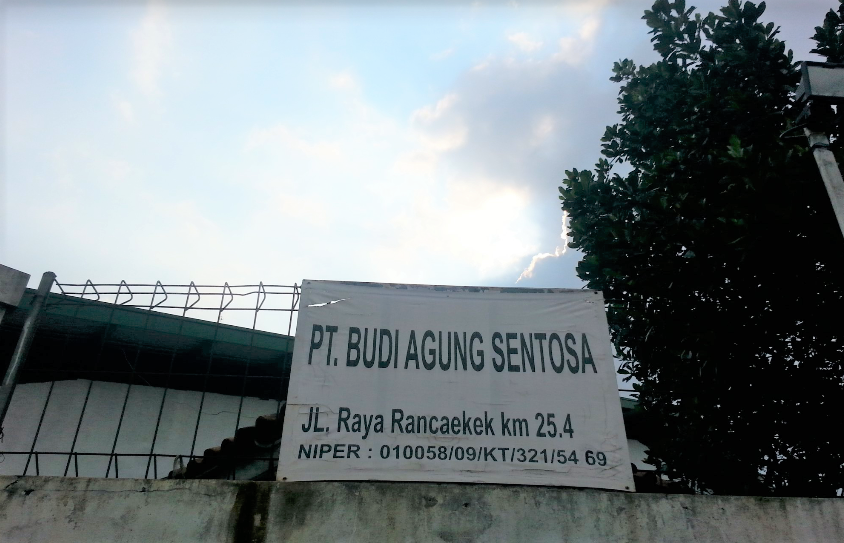 PT. BUDI AGUNG SENTOSA
JL. Raya Rancaekek km 25.4
NIPER : 010058/09/KT/321/54 69